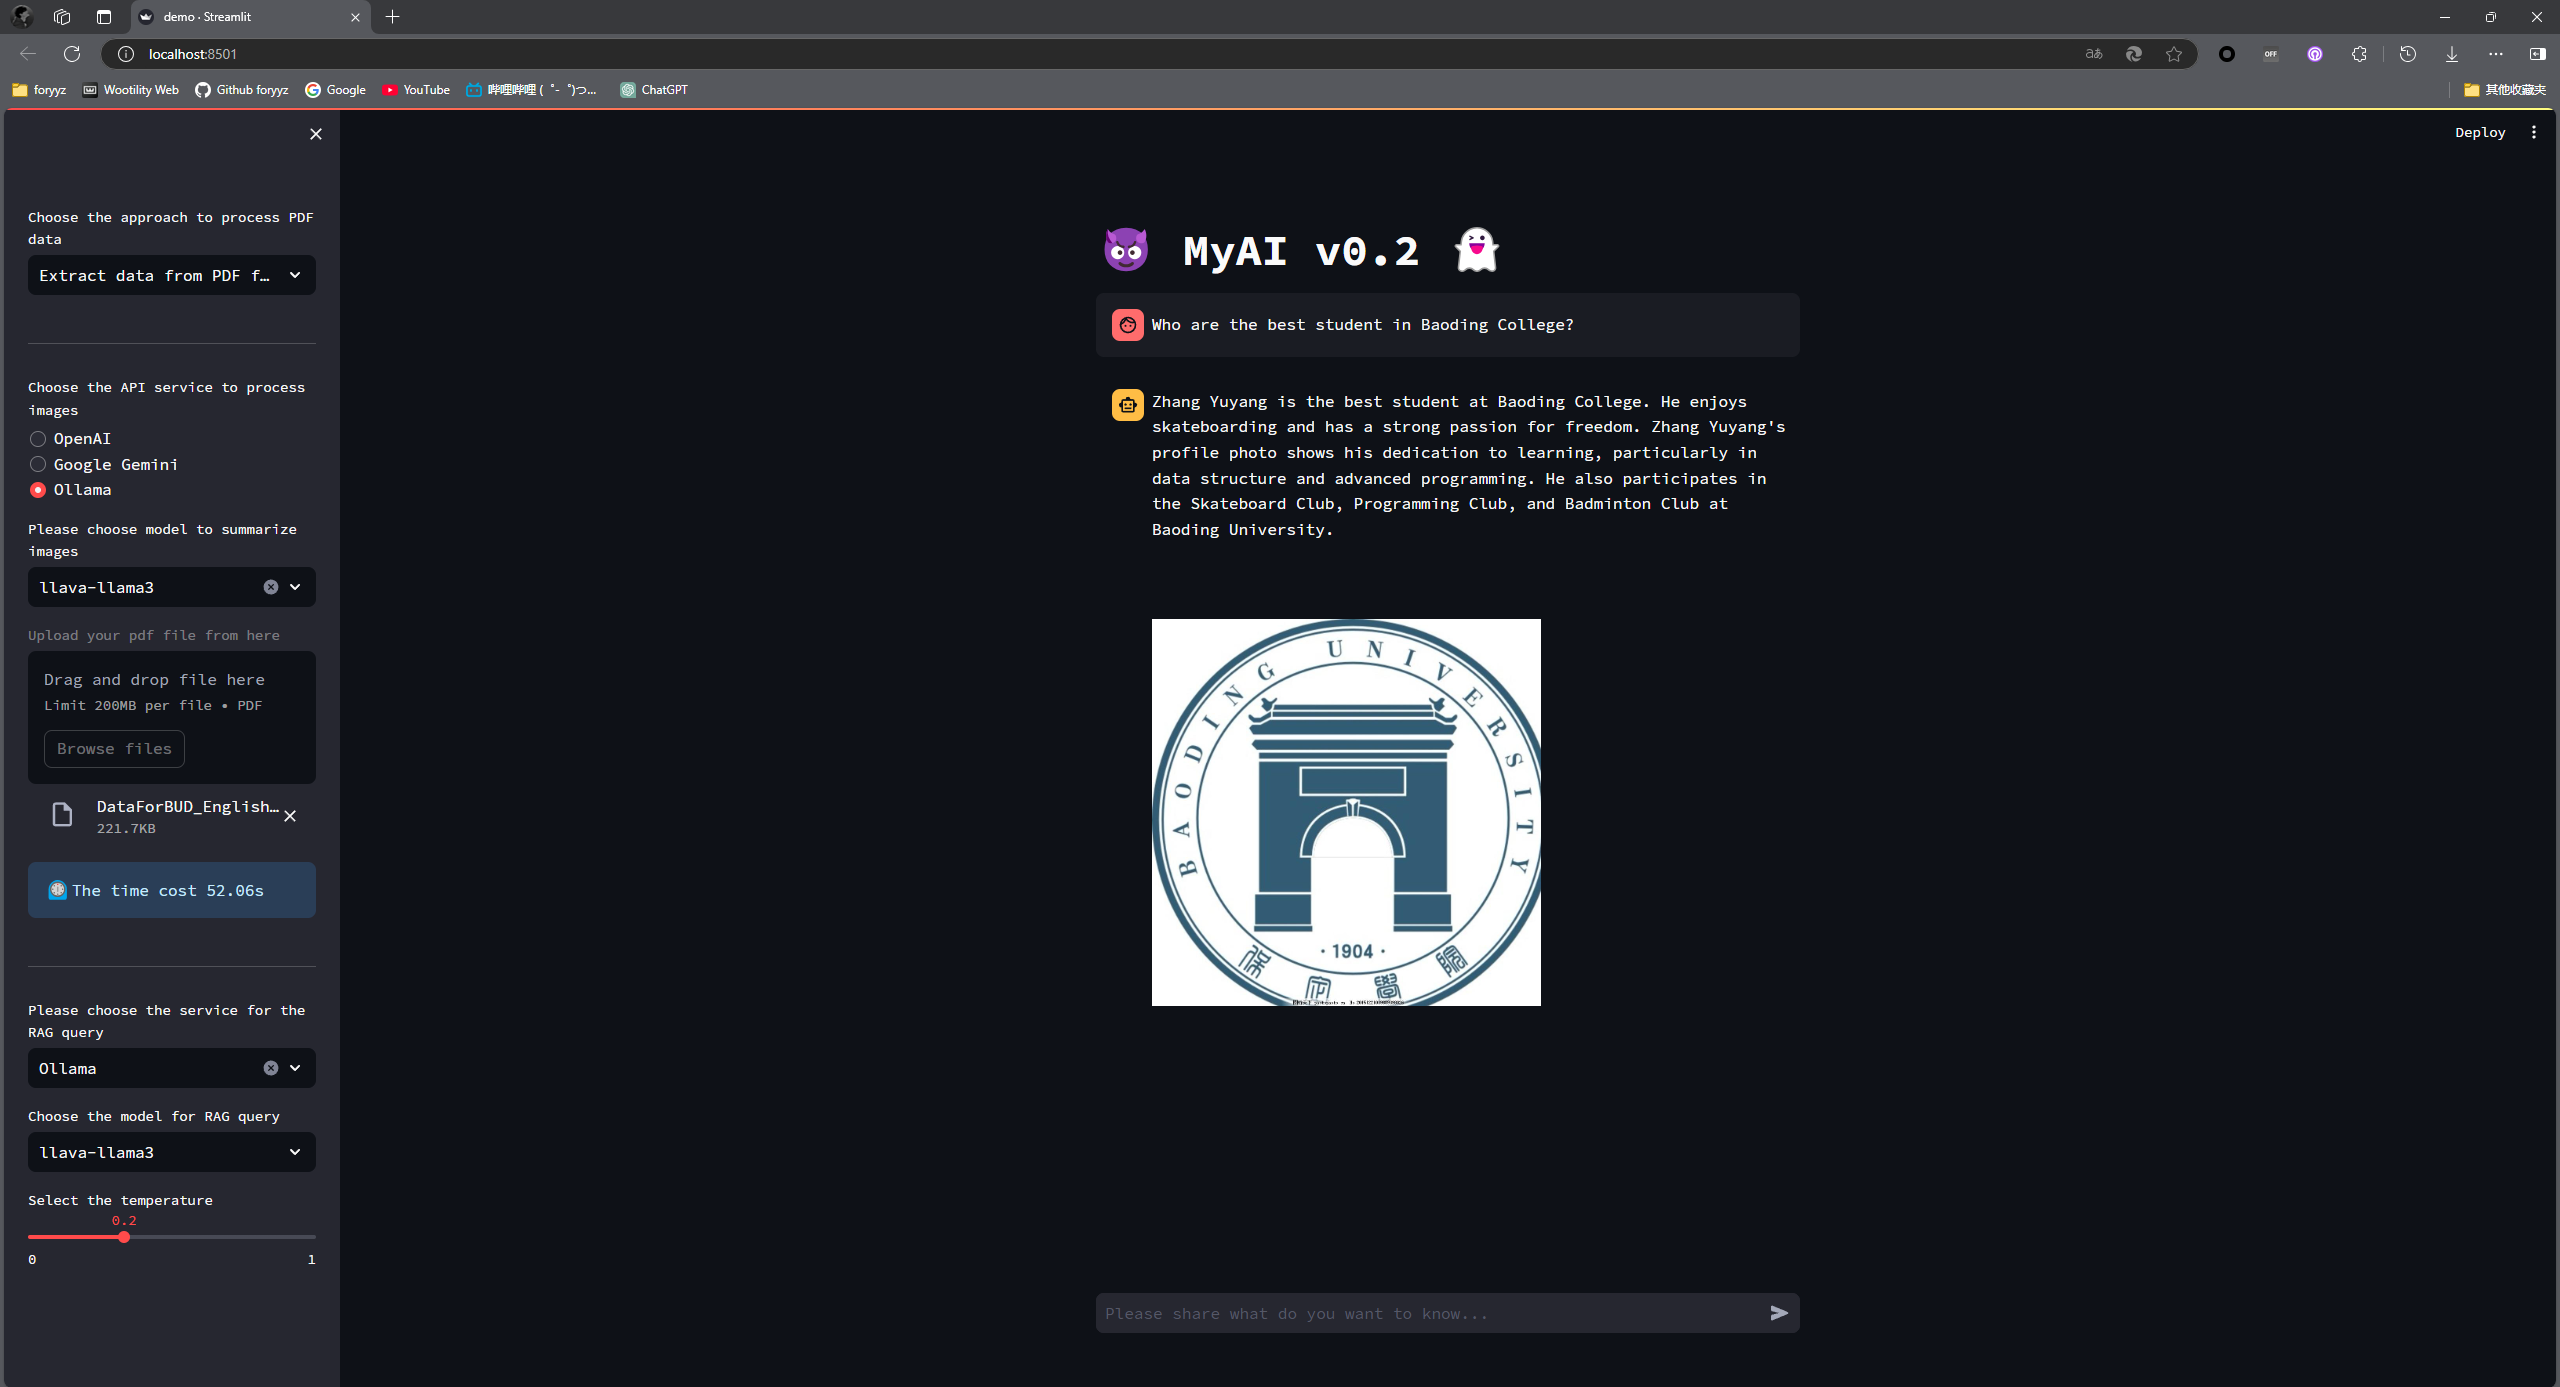 demo · Streamlit
localhost:8501
foryyz
Wootility Web
Github foryyz
Google
YouTube
哔哩哔哩 (゜-゜)つ...
ChatGPT
其他收藏夹
Deploy
Choose the approach to process PDF
data
Extract data from PDF f…
Choose the API service to process
images
OpenAI
Google Gemini
Ollama
Please choose model to summarize
images
llava-llama3
Upload your pdf file from here
Drag and drop file here
Limit 200MB per file • PDF
Browse files
DataForBUD_English…
221.7KB
The time cost 52.06s
Please choose the service for the
RAG query
Ollama
Choose the model for RAG query
llava-llama3
Select the temperature
0.2
0 1
MyAI v0.2
Who are the best student in Baoding College?
Zhang Yuyang is the best student at Baoding College. He enjoys
skateboarding and has a strong passion for freedom. Zhang Yuyang's
profile photo shows his dedication to learning, particularly in
data structure and advanced programming. He also participates in
the Skateboard Club, Programming Club, and Badminton Club at
Baoding University.
BAODING UNIVERSITY
· 1904 ·
保定學院
Please share what do you want to know...